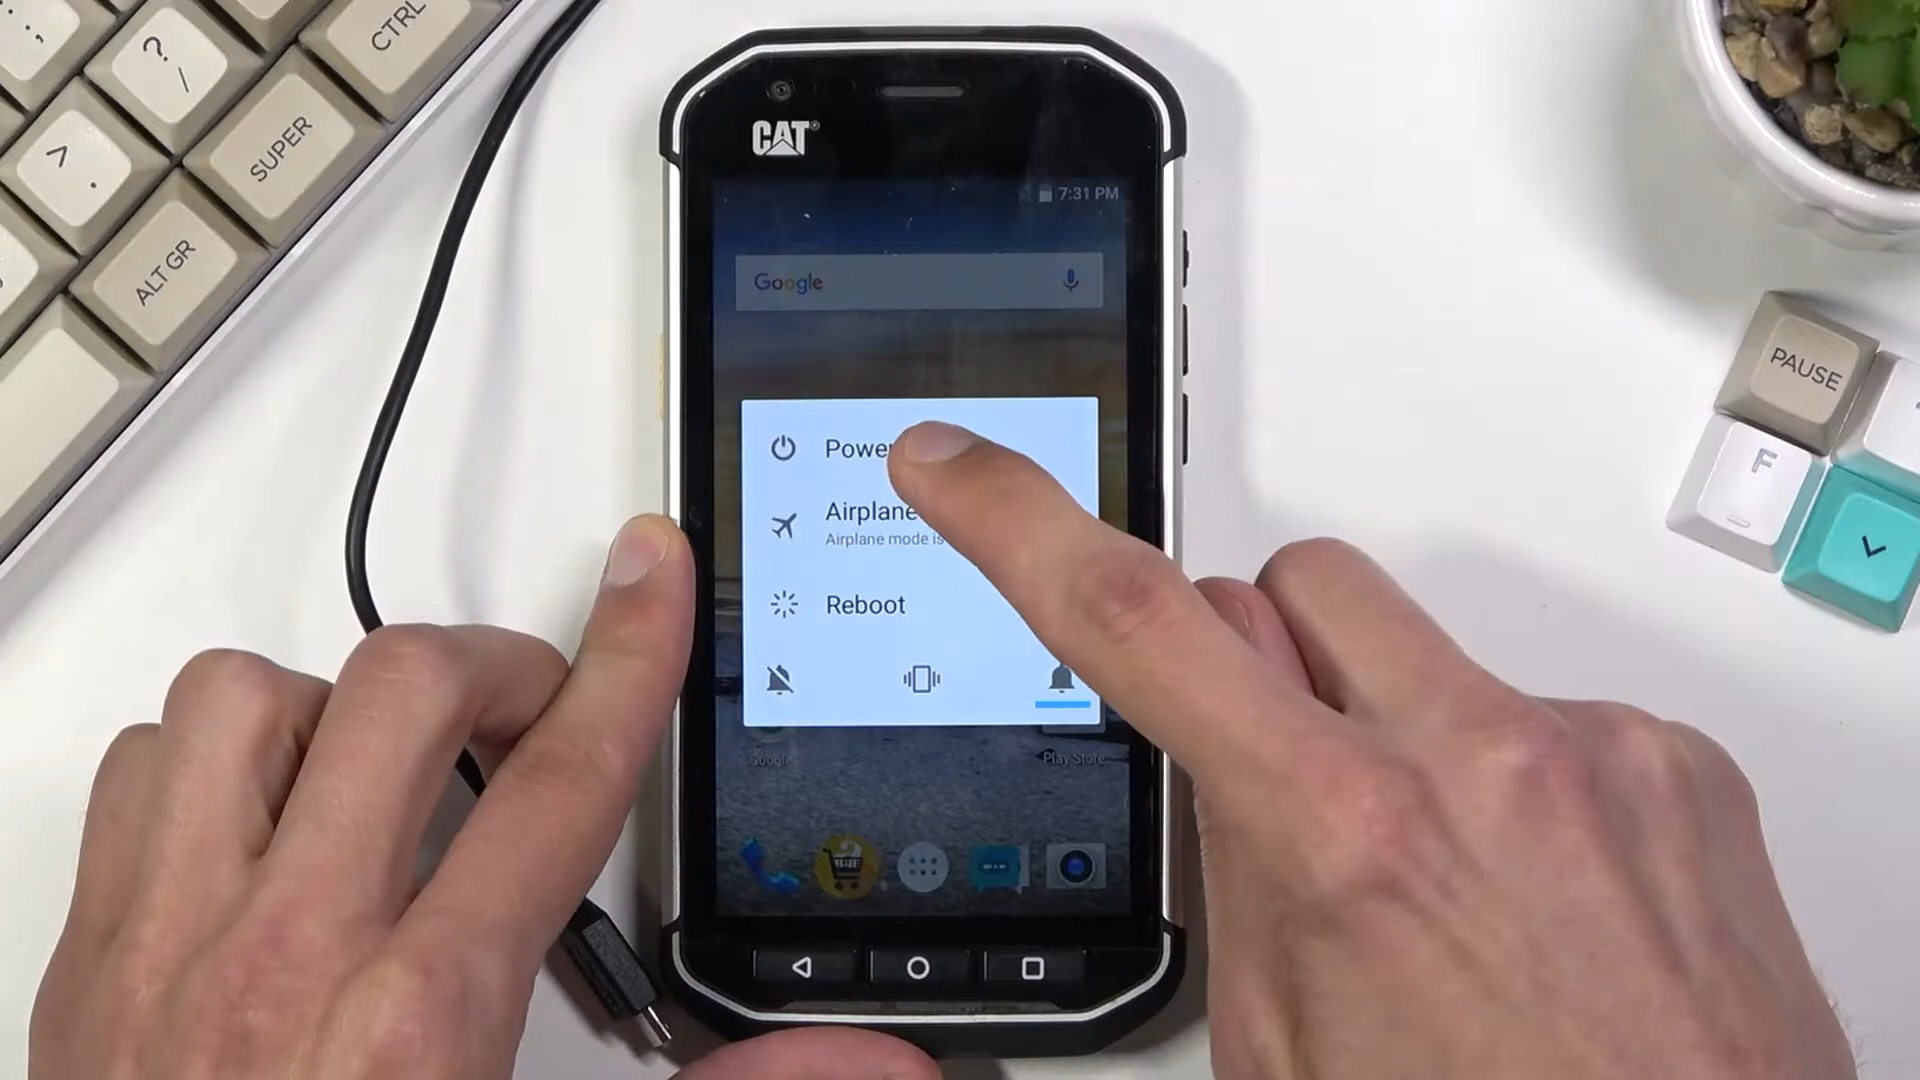 ;
:
?
/
CTRL
>
.
SUPER
ALT GR
CAT®
7:31 PM
Google
Power
Airplane
Airplane mode is
Reboot
Google
Play Store
PAUSE
F